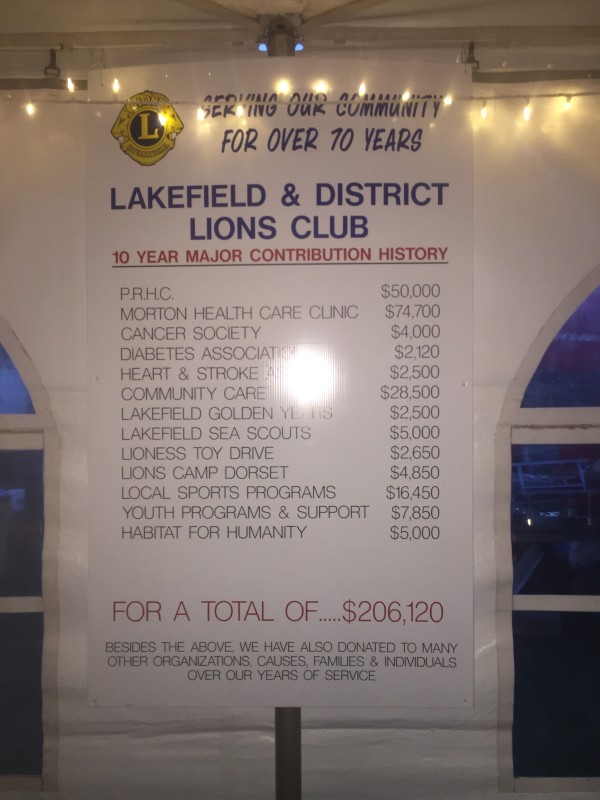 L
SERVING OUR COMMUNITY
FOR OVER 70 YEARS
LAKEFIELD & DISTRICT
LIONS CLUB
10 YEAR MAJOR CONTRIBUTION HISTORY
P.R.H.C. $50,000
MORTON HEALTH CARE CLINIC $74,700
CANCER SOCIETY $4,000
DIABETES ASSOCIATION $2,120
HEART & STROKE $2,500
COMMUNITY CARE $28,500
LAKEFIELD GOLDEN YEARS $2,500
LAKEFIELD SEA SCOUTS $5,000
LIONESS TOY DRIVE $2,650
LIONS CAMP DORSET $4,850
LOCAL SPORTS PROGRAMS $16,450
YOUTH PROGRAMS & SUPPORT $7,850
HABITAT FOR HUMANITY $5,000
FOR A TOTAL OF.....$206,120
BESIDES THE ABOVE, WE HAVE ALSO DONATED TO MANY
OTHER ORGANIZATIONS, CAUSES, FAMILIES & INDIVIDUALS
OVER OUR YEARS OF SERVICE